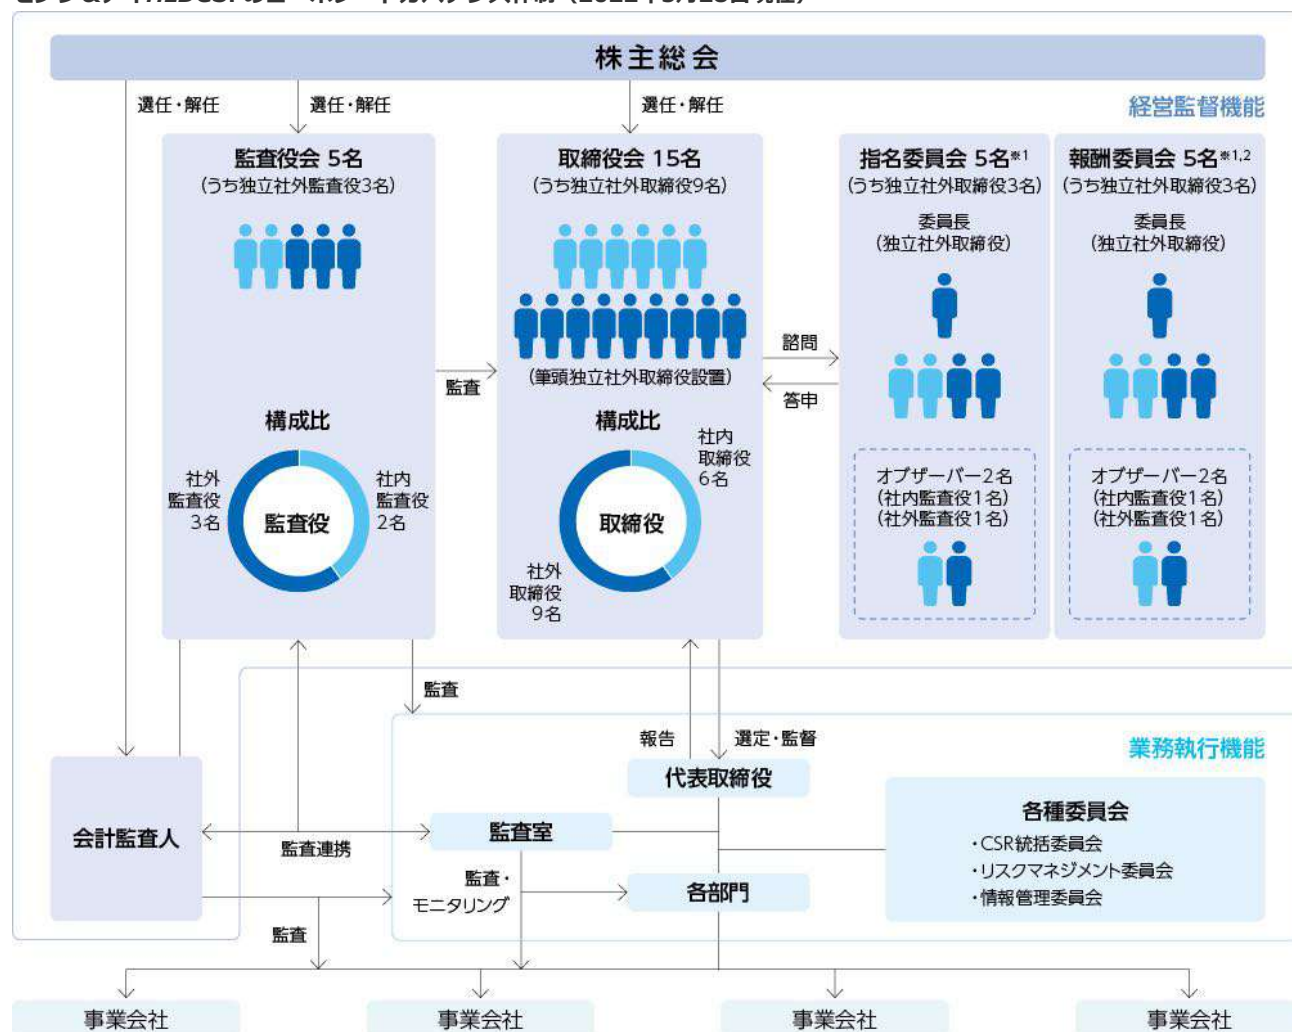 株主総会
選任・解任
選任・解任
選任・解任
経営監督機能
監査役会 5名
(うち独立社外監査役3名)
取締役会 15名
(うち独立社外取締役9名)
指名委員会 5名※1
(うち独立社外取締役3名)
報酬委員会 5名※1,2
(うち独立社外取締役3名)
委員長
(独立社外取締役)
委員長
(独立社外取締役)
(筆頭独立社外取締役設置)
監査
諮問
答申
構成比
社外
監査役
3名
監査役
社内
監査役
2名
構成比
社内
取締役
6名
取締役
社外
取締役
9名
オブザーバー2名
(社内監査役1名)
(社外監査役1名)
オブザーバー2名
(社内監査役1名)
(社外監査役1名)
監査
報告
選定・監督
業務執行機能
代表取締役
会計監査人
監査連携
監査室
各種委員会
・CSR統括委員会
・リスクマネジメント委員会
・情報管理委員会
監査・
モニタリング
各部門
監査
事業会社
事業会社
事業会社
事業会社